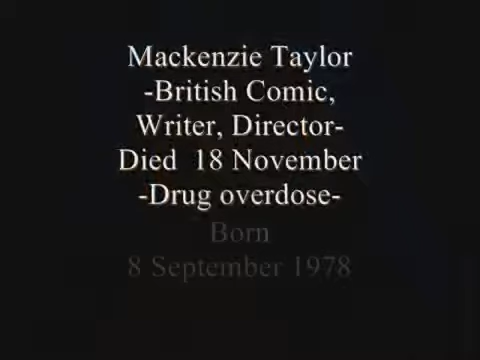 Mackenzie Taylor
-British Comic,
Writer, Director-
Died 18 November
-Drug overdose-
Born
8 September 1978